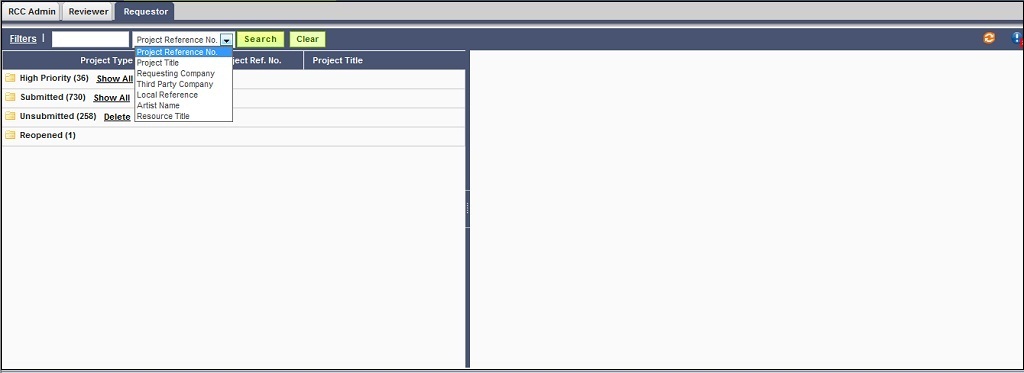 RCC Admin Reviewer Requestor
Filters | Project Reference No. Search Clear
Project Reference No.
Project Title
Requesting Company
Third Party Company
Local Reference
Artist Name
Resource Title
Project Type ject Ref. No. Project Title
High Priority (36) Show All
Submitted (730) Show All
Unsubmitted (258) Delete
Reopened (1)